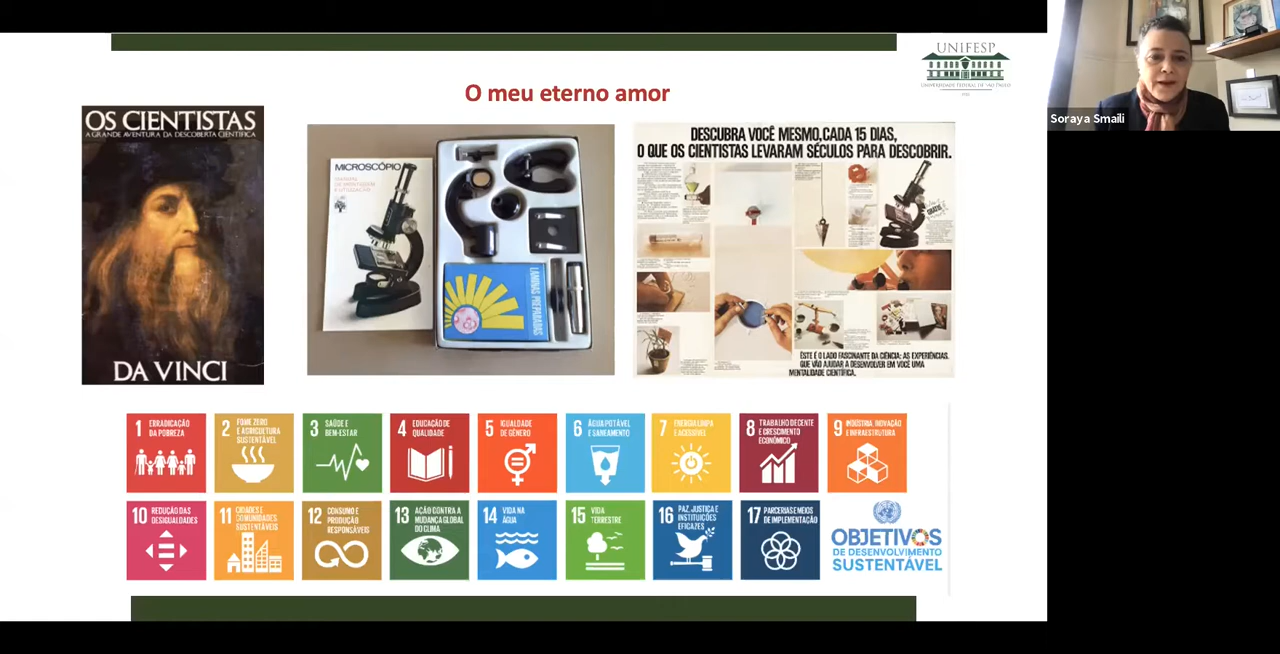 UNIFESP
UNIVERSIDADE FEDERAL DE SÃO PAULO
O meu eterno amor
Soraya Smaili
OS CIENTISTAS
A GRANDE AVENTURA DA DESCOBERTA CIENTÍFICA
DA VINCI
MICROSCÓPIO
LÂMINAS PREPARADAS
DESCUBRA VOCÊ MESMO, CADA 15 DIAS,
O QUE OS CIENTISTAS LEVARAM SÉCULOS PARA DESCOBRIR.
GRÁTIS
ÊSTE É O LADO FASCINANTE DA CIÊNCIA: AS EXPERIÊNCIAS.
QUE VÃO AJUDAR A DESENVOLVER EM VOCÊ UMA
MENTALIDADE CIENTÍFICA.
1 ERRADICAÇÃO
DA POBREZA
2 FOME ZERO
E AGRICULTURA
SUSTENTÁVEL
3 SAÚDE E
BEM-ESTAR
4 EDUCAÇÃO DE
QUALIDADE
5 IGUALDADE
DE GÊNERO
6 ÁGUA POTÁVEL
E SANEAMENTO
7 ENERGIA LIMPA
E ACESSÍVEL
8 TRABALHO DECENTE
E CRESCIMENTO
ECONÔMICO
9 INDÚSTRIA, INOVAÇÃO
E INFRAESTRUTURA
10 REDUÇÃO DAS
DESIGUALDADES
11 CIDADES E
COMUNIDADES
SUSTENTÁVEIS
12 CONSUMO E
PRODUÇÃO
RESPONSÁVEIS
13 AÇÃO CONTRA A
MUDANÇA GLOBAL
DO CLIMA
14 VIDA NA
ÁGUA
15 VIDA
TERRESTRE
16 PAZ, JUSTIÇA E
INSTITUIÇÕES
EFICAZES
17 PARCERIAS E MEIOS
DE IMPLEMENTAÇÃO
OBJETIVOS
DE DESENVOLVIMENTO
SUSTENTÁVEL